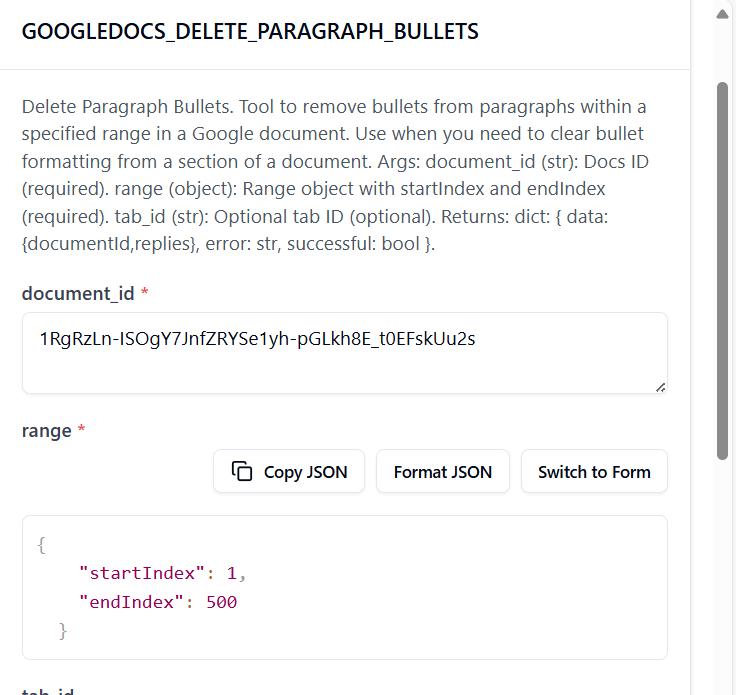 GOOGLEDOCS_DELETE_PARAGRAPH_BULLETS
Delete Paragraph Bullets. Tool to remove bullets from paragraphs within a
specified range in a Google document. Use when you need to clear bullet
formatting from a section of a document. Args: document_id (str): Docs ID
(required). range (object): Range object with startIndex and endIndex
(required). tab_id (str): Optional tab ID (optional). Returns: dict: { data:
{documentId,replies}, error: str, successful: bool }.
document_id *
1RgRzLn-ISOgY7JnfZRYSe1yh-pGLkh8E_t0EFskUu2s
range *
Copy JSON Format JSON Switch to Form
{
"startIndex": 1,
"endIndex": 500
}
tab_id